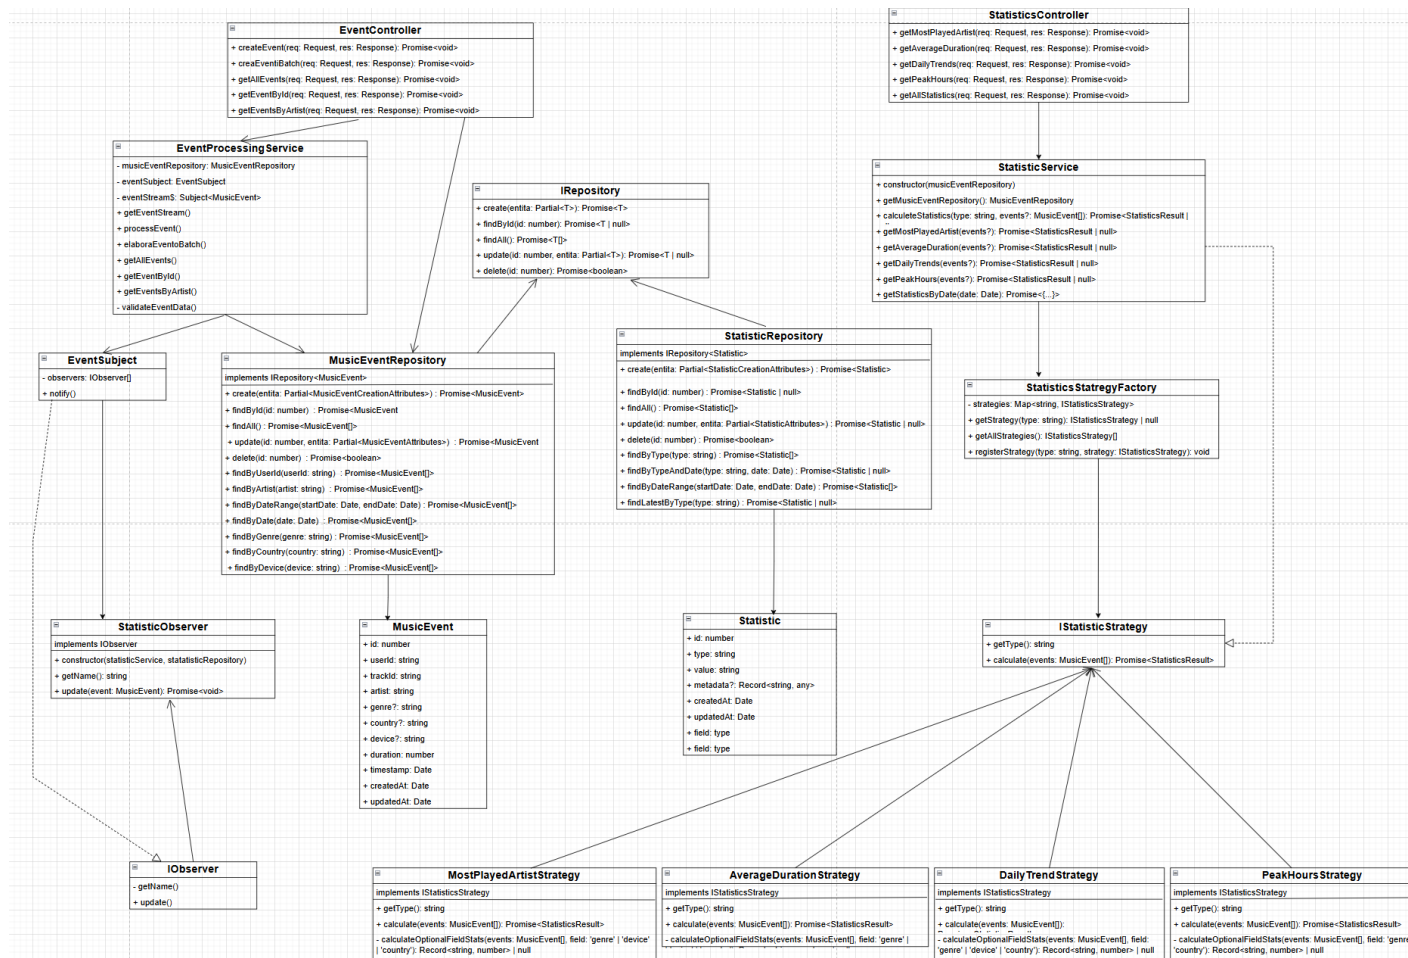 EventController
+ createEvent(req: Request, res: Response): Promise<void>
+ creaEventiBatch(req: Request, res: Response): Promise<void>
+ getAllEvents(req: Request, res: Response): Promise<void>
+ getEventById(req: Request, res: Response): Promise<void>
+ getEventsByArtist(req: Request, res: Response): Promise<void>
StatisticsController
+ getMostPlayedArtist(req: Request, res: Response): Promise<void>
+ getAverageDuration(req: Request, res: Response): Promise<void>
+ getDailyTrends(req: Request, res: Response): Promise<void>
+ getPeakHours(req: Request, res: Response): Promise<void>
+ getAllStatistics(req: Request, res: Response): Promise<void>
EventProcessingService
- musicEventRepository: MusicEventRepository
- eventSubject: EventSubject
- eventStream$: Subject<MusicEvent>
+ getEventStream()
+ processEvent()
+ elaboraEventoBatch()
+ getAllEvents()
+ getEventById()
+ getEventsByArtist()
- validateEventData()
IRepository
+ create(entita: Partial<T>): Promise<T>
+ findById(id: number): Promise<T | null>
+ findAll(): Promise<T[]>
+ update(id: number, entita: Partial<T>): Promise<T | null>
+ delete(id: number): Promise<boolean>
StatisticService
+ constructor(musicEventRepository)
+ getMusicEventRepository(): MusicEventRepository
+ calculeteStatistics(type: string, events?: MusicEvent[]): Promise<StatisticsResult |
+ getMostPlayedArtist(events?): Promise<StatisticsResult | null>
+ getAverageDuration(events?): Promise<StatisticsResult | null>
+ getDailyTrends(events?): Promise<StatisticsResult | null>
+ getPeakHours(events?): Promise<StatisticsResult | null>
+ getStatisticsByDate(date: Date): Promise<{...}>
EventSubject
- observers: IObserver[]
+ notify()
MusicEventRepository
implements IRepository<MusicEvent>
+ create(entita: Partial<MusicEventCreationAttributes>) : Promise<MusicEvent>
+ findById(id: number) : Promise<MusicEvent
+ findAll() : Promise<MusicEvent[]>
+ update(id: number, entita: Partial<MusicEventAttributes>) : Promise<MusicEvent
+ delete(id: number) : Promise<boolean>
+ findByUserId(userId: string) : Promise<MusicEvent[]>
+ findByArtist(artist: string) : Promise<MusicEvent[]>
+ findByDateRange(startDate: Date, endDate: Date) : Promise<MusicEvent[]>
+ findByDate(date: Date) : Promise<MusicEvent[]>
+ findByGenre(genre: string) : Promise<MusicEvent[]>
+ findByCountry(country: string) : Promise<MusicEvent[]>
+ findByDevice(device: string) : Promise<MusicEvent[]>
StatisticRepository
implements IRepository<Statistic>
+ create(entita: Partial<StatisticCreationAttributes>) : Promise<Statistic>
+ findById(id: number) : Promise<Statistic | null>
+ findAll() : Promise<Statistic[]>
+ update(id: number, entita: Partial<StatisticAttributes>) : Promise<Statistic | null>
+ delete(id: number) : Promise<boolean>
+ findByType(type: string) : Promise<Statistic[]>
+ findByTypeAndDate(type: string, date: Date) : Promise<Statistic | null>
+ findByDateRange(startDate: Date, endDate: Date) : Promise<Statistic[]>
+ findLatestByType(type: string) : Promise<Statistic | null>
StatisticsStatregyFactory
- strategies: Map<string, IStatisticsStrategy>
+ getStrategy(type: string): IStatisticsStrategy | null
+ getAllStrategies(): IStatisticsStrategy[]
+ registerStrategy(type: string, strategy: IStatisticsStrategy): void
StatisticObserver
implements IObserver
+ constructor(statisticService, statatisticRepository)
+ getName(): string
+ update(event: MusicEvent): Promise<void>
MusicEvent
+ id: number
+ userId: string
+ trackId: string
+ artist: string
+ genre?: string
+ country?: string
+ device?: string
+ duration: number
+ timestamp: Date
+ createdAt: Date
+ updatedAt: Date
Statistic
+ id: number
+ type: string
+ value: string
+ metadata?: Record<string, any>
+ createdAt: Date
+ updatedAt: Date
+ field: type
+ field: type
IStatisticStrategy
+ getType(): string
+ calculate(events: MusicEvent[]): Promise<StatisticsResult>
IObserver
- getName()
+ update()
MostPlayedArtistStrategy
implements IStatisticsStrategy
+ getType(): string
+ calculate(events: MusicEvent[]): Promise<StatisticsResult>
- calculateOptionalFieldStats(events: MusicEvent[], field: 'genre' | 'device'
| 'country'): Record<string, number> | null
AverageDurationStrategy
implements IStatisticsStrategy
+ getType(): string
+ calculate(events: MusicEvent[]): Promise<StatisticsResult>
- calculateOptionalFieldStats(events: MusicEvent[], field: 'genre' |
DailyTrendStrategy
implements IStatisticsStrategy
+ getType(): string
+ calculate(events: MusicEvent[]):
- calculateOptionalFieldStats(events: MusicEvent[], field:
'genre' | 'device' | 'country'): Record<string, number> | null
PeakHoursStrategy
implements IStatisticsStrategy
+ getType(): string
+ calculate(events: MusicEvent[]): Promise<StatisticsResult>
- calculateOptionalFieldStats(events: MusicEvent[], field: 'genre'
'country'): Record<string, number> | null